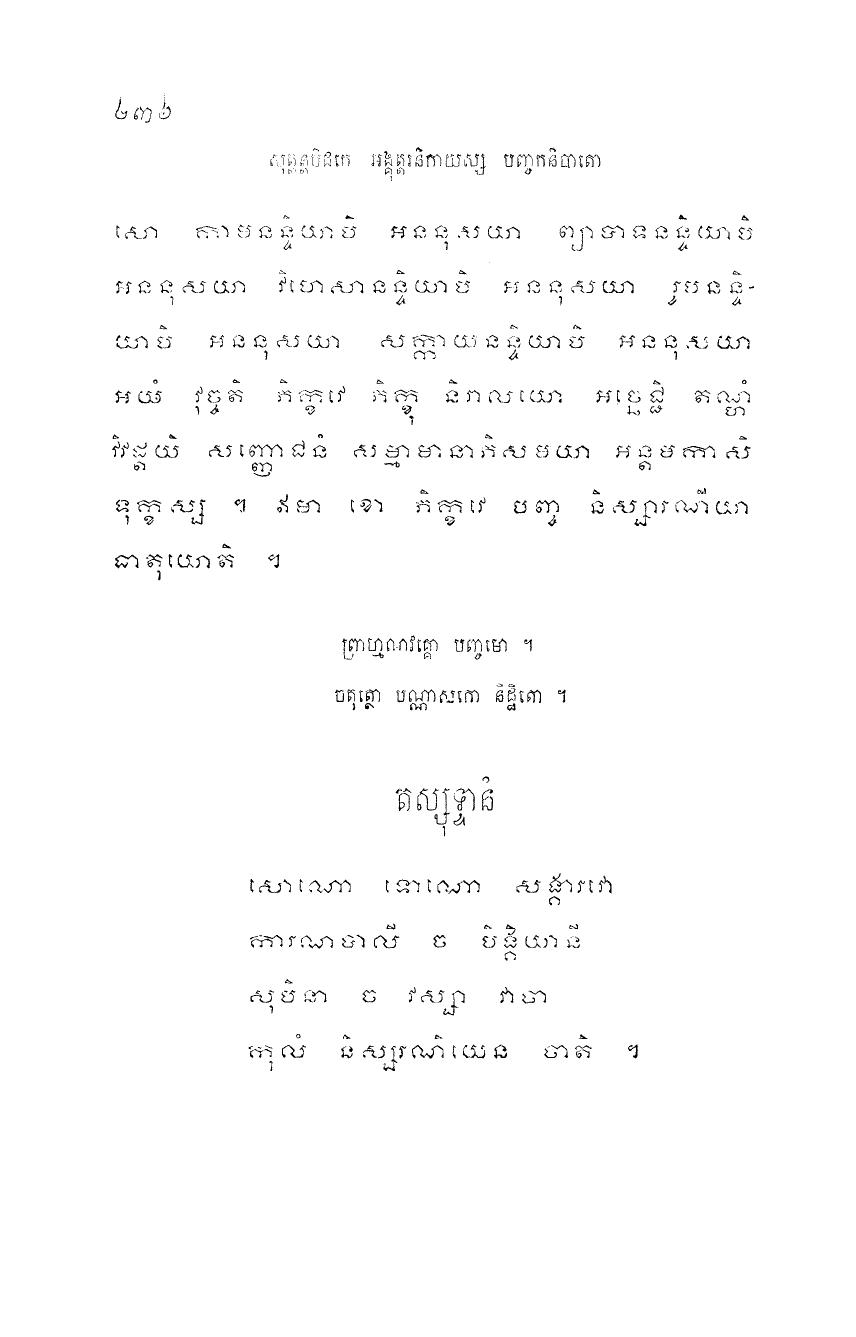 ៤៣៦
សុត្តន្តបិដកេ អង្គុត្តរនិកាយស្ស បញ្ចកនិបាតោ
សោ កាមនន្ទិយាបិ អននុសយា ព្យាបាទនន្ទិយាបិ
អននុសយា វិហេសានន្ទិយាបិ អននុសយា រូបនន្ទិ-
យាបិ អននុសយា សក្កាយនន្ទិយាបិ អននុសយា
អយំ វុច្ចតិ ភិក្ខវេ ភិក្ខុ និរាលយោ អច្ឆេជ្ជិ តណ្ហំ
វិវដ្តយិ សញ្ញោជនំ សម្មាមានាភិសមយា អន្តមកាសិ
ទុក្ខស្ស ។ ឥមា ខោ ភិក្ខវេ បញ្ច និស្សារណីយា
ធាតុយោតិ ។
ព្រាហ្មណវគ្គោ បញ្ចមោ ។
ចតុត្ថោ បណ្ណាសកោ និដ្ឋិតោ ។
តស្សុទ្ទានំ
សោណោ ទោណោ សង្គារវោ
ការណបាលី ច បិង្គិយានី
សុបិនា ច វស្សា វាចា
កុលំ និស្សរណិយេន ចាតិ ។